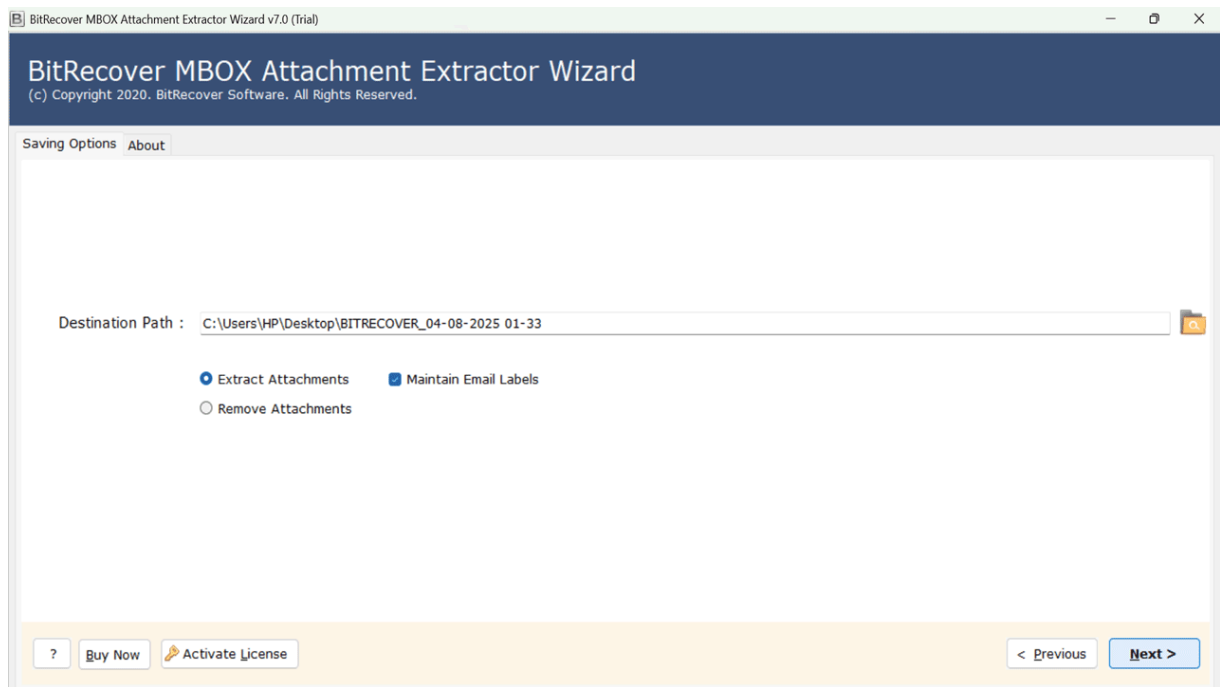 BitRecover MBOX Attachment Extractor Wizard v7.0 (Trial)
BitRecover MBOX Attachment Extractor Wizard
(c) Copyright 2020. BitRecover Software. All Rights Reserved.
Saving Options About
Destination Path : C:\Users\HP\Desktop\BITRECOVER_04-08-2025 01-33
Extract Attachments Maintain Email Labels
Remove Attachments
? Buy Now Activate License < Previous Next >